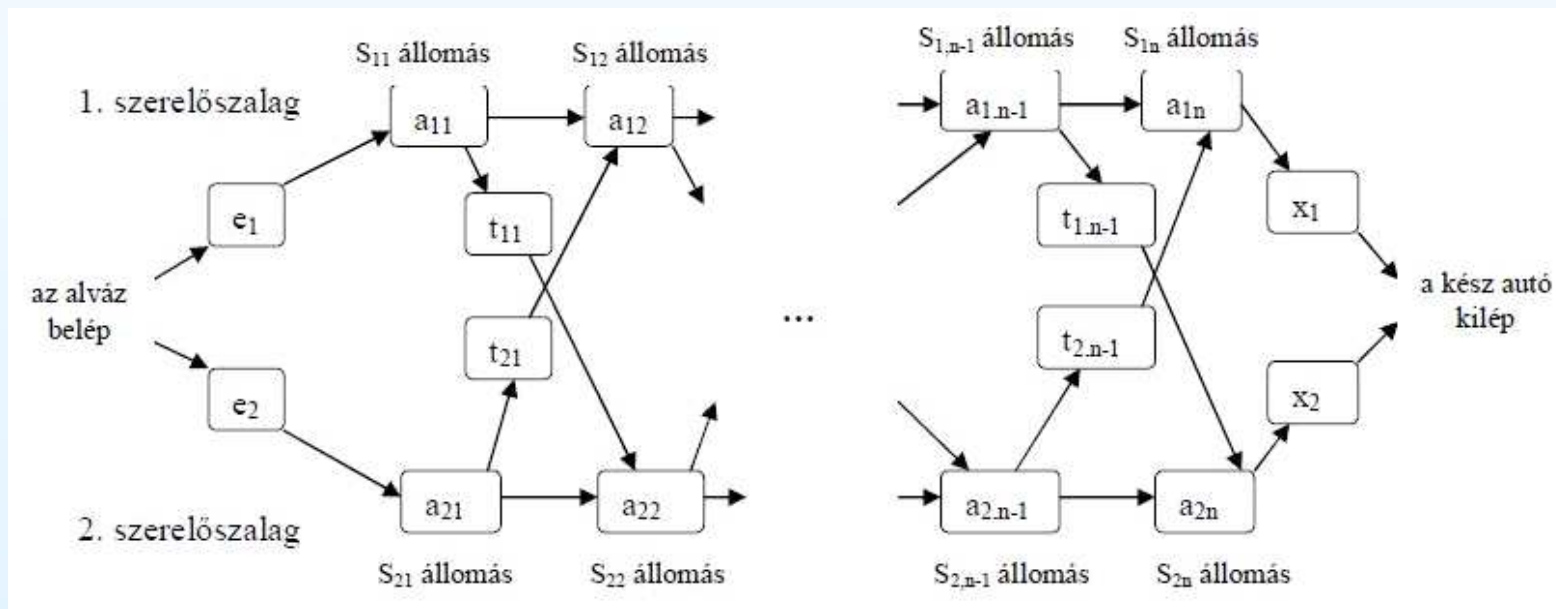 S₁₁ állomás S₁₂ állomás S₁,ₙ₋₁ állomás S₁ₙ állomás
1. szerelőszalag
a₁₁ a₁₂ a₁.ₙ₋₁ a₁ₙ
e₁ t₁₁ t₁.ₙ₋₁ x₁
az alváz
belép
...
a kész autó
kilép
t₂₁ t₂.ₙ₋₁
e₂ x₂
a₂₁ a₂₂ a₂.ₙ₋₁ a₂ₙ
2. szerelőszalag
S₂₁ állomás S₂₂ állomás S₂,ₙ₋₁ állomás S₂ₙ állomás